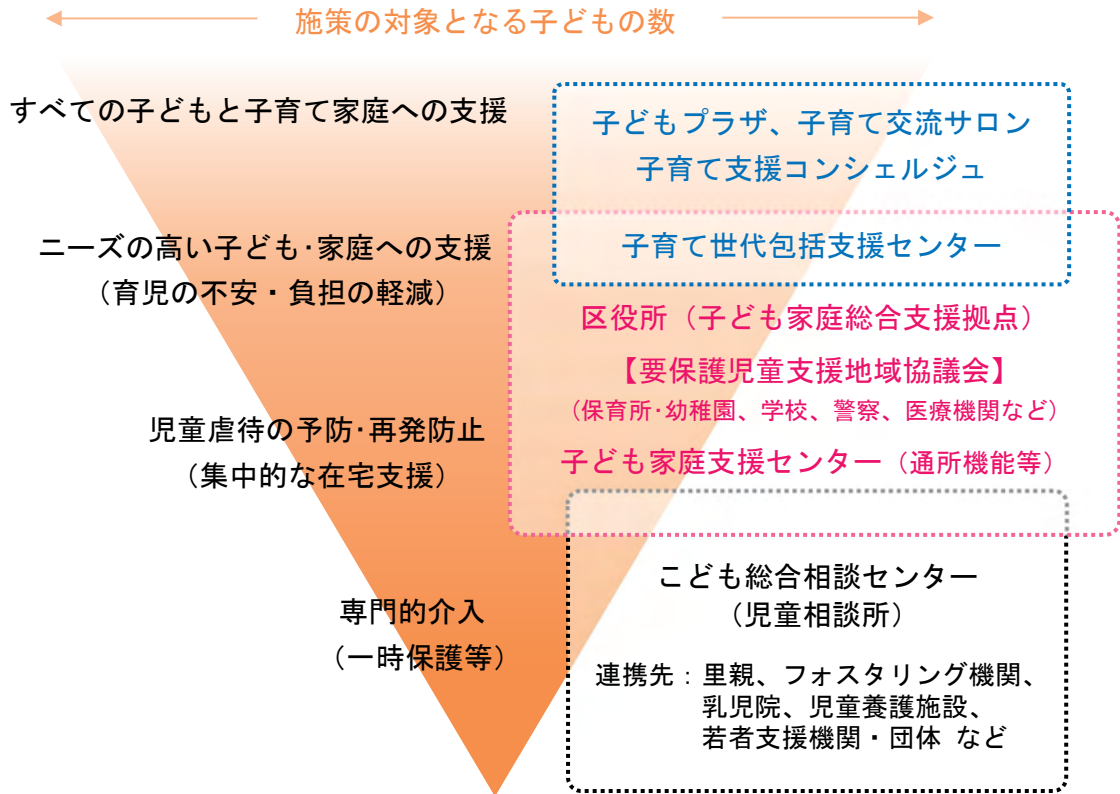 施策の対象となる子どもの数
すべての子どもと子育て家庭への支援
子どもプラザ、子育て交流サロン
子育て支援コンシェルジュ
ニーズの高い子ども・家庭への支援
（育児の不安・負担の軽減）
子育て世代包括支援センター
区役所（子ども家庭総合支援拠点）
【要保護児童支援地域協議会】
（保育所・幼稚園、学校、警察、医療機関など）
児童虐待の予防・再発防止
（集中的な在宅支援）
子ども家庭支援センター（通所機能等）
専門的介入
（一時保護等）
こども総合相談センター
（児童相談所）
連携先：里親、フォスタリング機関、
乳児院、児童養護施設、
若者支援機関・団体 など